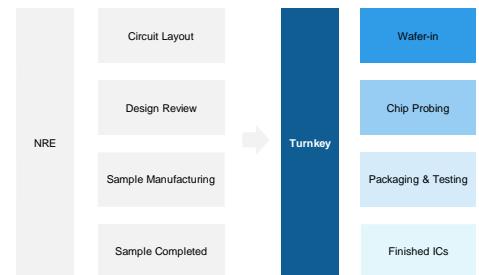 NRE
Circuit Layout
Design Review
Sample Manufacturing
Sample Completed
Turnkey
Wafer-in
Chip Probing
Packaging & Testing
Finished ICs